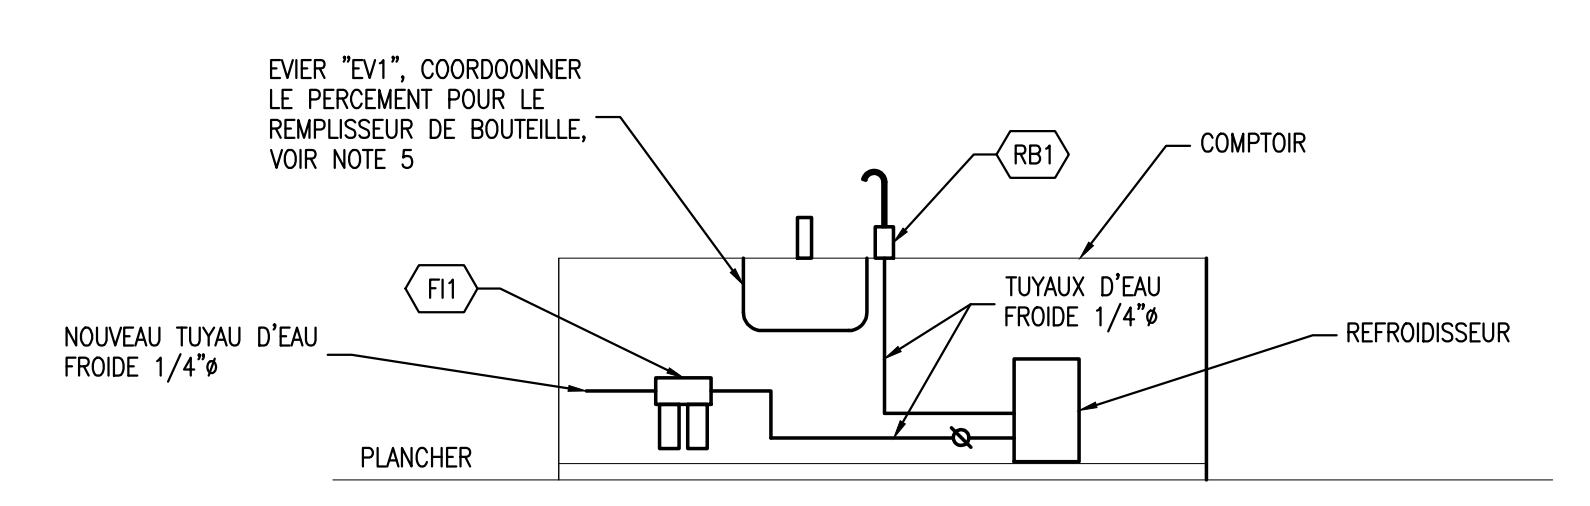 EVIER "EV1", COORDOONNER
LE PERCEMENT POUR LE
REMPLISSEUR DE BOUTEILLE,
VOIR NOTE 5
RB1
COMPTOIR
FI1
TUYAUX D'EAU
FROIDE 1/4"ø
NOUVEAU TUYAU D'EAU
FROIDE 1/4"ø
REFROIDISSEUR
PLANCHER